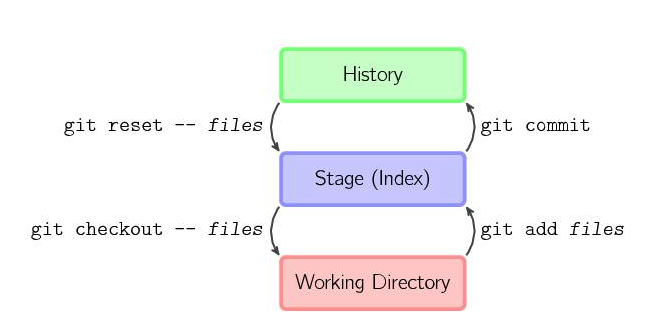 History
git reset -- files
git commit
Stage (Index)
git checkout -- files
git add files
Working Directory